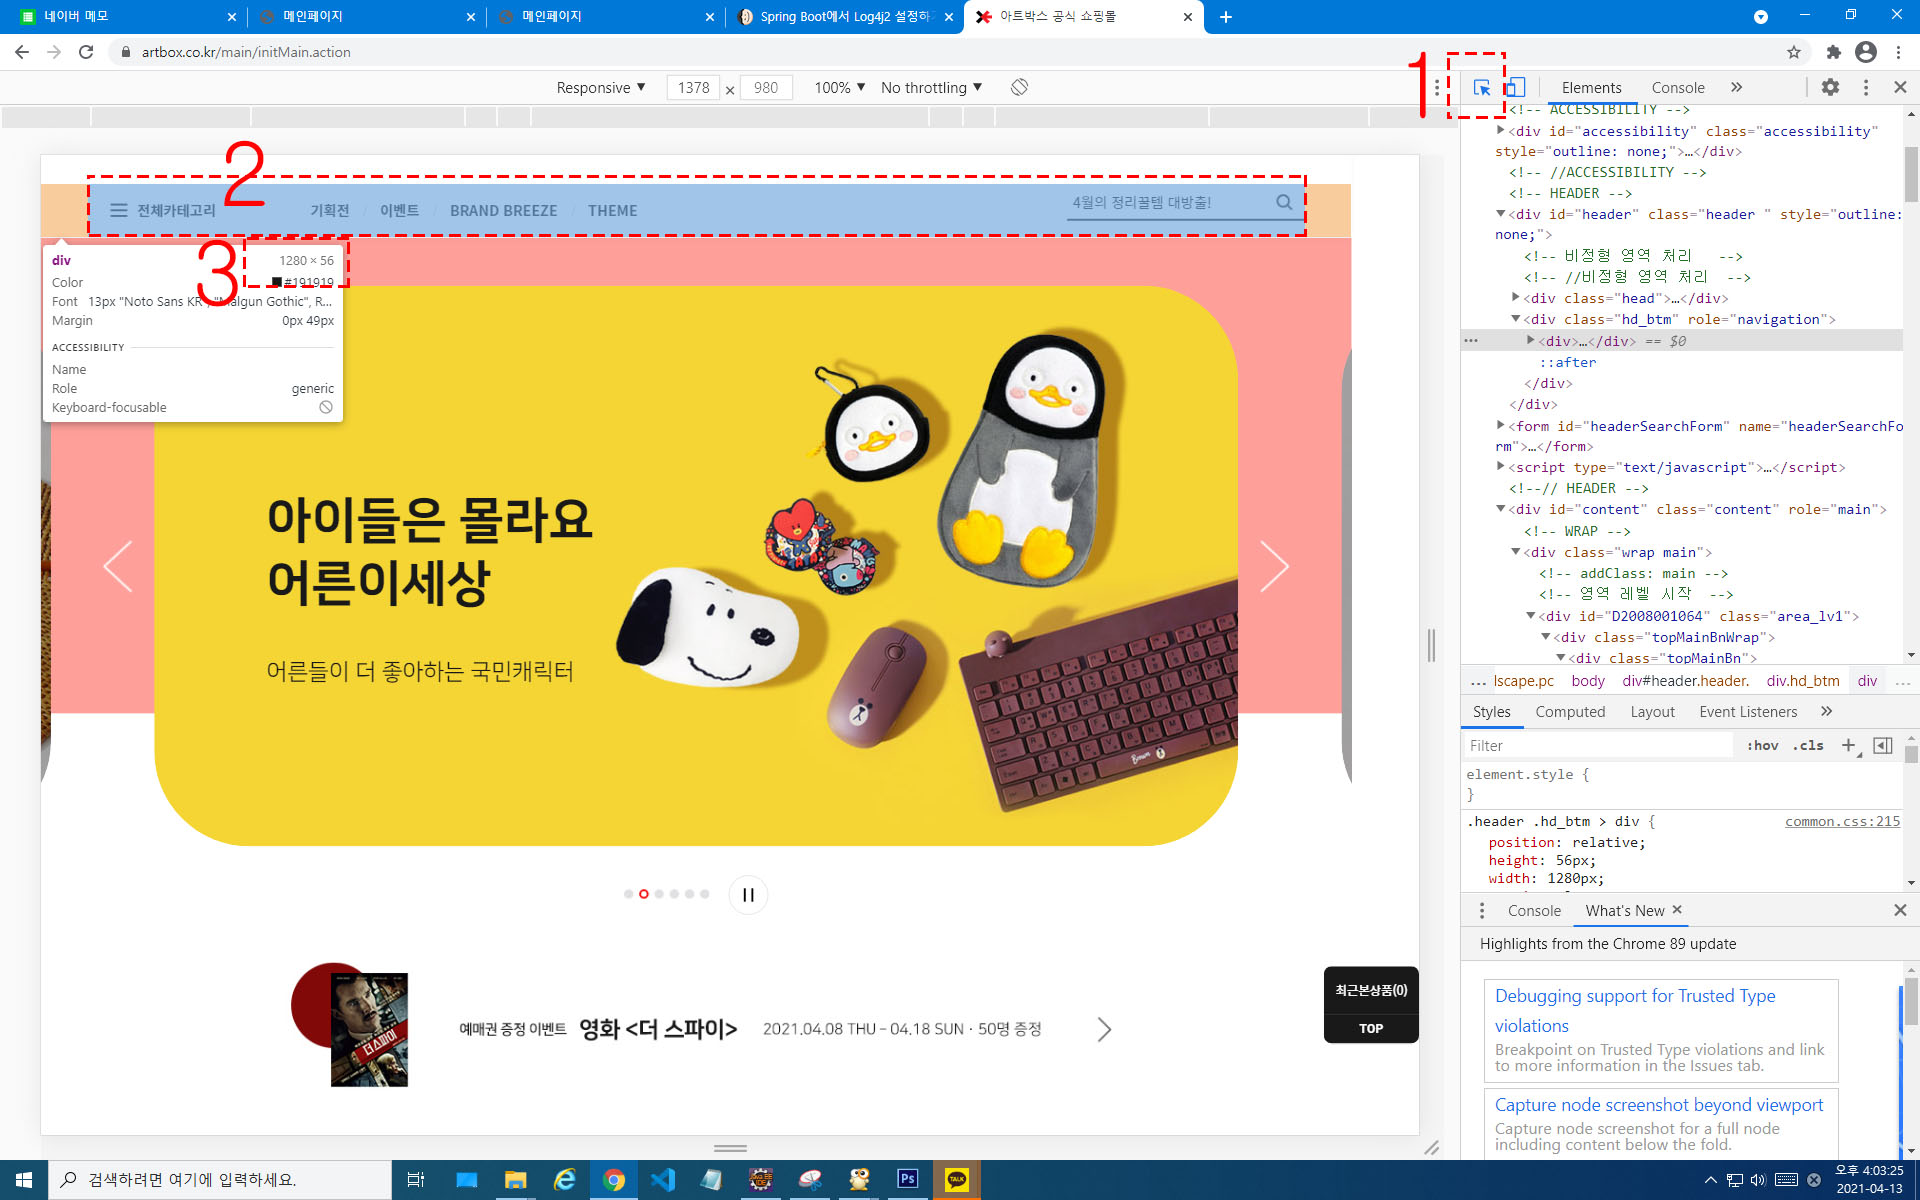 네이버 메모
메인페이지
메인페이지
Spring Boot에서 Log4j2 설정하기
아트박스 공식 쇼핑몰
artbox.co.kr/main/initMain.action
Responsive ▼ 1378 × 980 100% ▼ No throttling ▼
1
Elements Console »
<!-- ACCESSIBILITY -->
<div id="accessibility" class="accessibility"
style="outline: none;">…</div>
<!-- //ACCESSIBILITY -->
<!-- HEADER -->
<div id="header" class="header " style="outline:
none;">
<!-- 비정형 영역 처리 -->
<!-- //비정형 영역 처리 -->
<div class="head">…</div>
<div class="hd_btm" role="navigation">
<div>…</div> == $0
::after
</div>
</div>
<form id="headerSearchForm" name="headerSearchFo
rm">…</form>
<script type="text/javascript">…</script>
<!--// HEADER -->
<div id="content" class="content" role="main">
<!-- WRAP -->
<div class="wrap main">
<!-- addClass: main -->
<!-- 영역 레벨 시작 -->
<div id="D2008001064" class="area_lv1">
<div class="topMainBnWrap">
<div class="topMainBn">
... lscape.pc body div#header.header. div.hd_btm div ...
Styles Computed Layout Event Listeners »
Filter :hov .cls +
element.style {
}
.header .hd_btm > div { common.css:215
position: relative;
height: 56px;
width: 1280px;
Console What's New ×
Highlights from the Chrome 89 update
Debugging support for Trusted Type
violations
Breakpoint on Trusted Type violations and link
to more information in the Issues tab.
Capture node screenshot beyond viewport
Capture node screenshot for a full node
including content below the fold.
2
전체카테고리 기획전 이벤트 BRAND BREEZE THEME 4월의 정리꿀템 대방출!
3
div 1280 × 56
Color #191919
Font 13px "Noto Sans KR", "Malgun Gothic", R...
Margin 0px 49px
ACCESSIBILITY
Name
Role generic
Keyboard-focusable
아이들은 몰라요
어른이세상
어른들이 더 좋아하는 국민캐릭터
Brown
더 스파이
예매권 증정 이벤트 영화 <더 스파이> 2021.04.08 THU – 04.18 SUN · 50명 증정
최근본상품(0)
TOP
검색하려면 여기에 입력하세요.
Ps
TALK
오후 4:03:25
2021-04-13